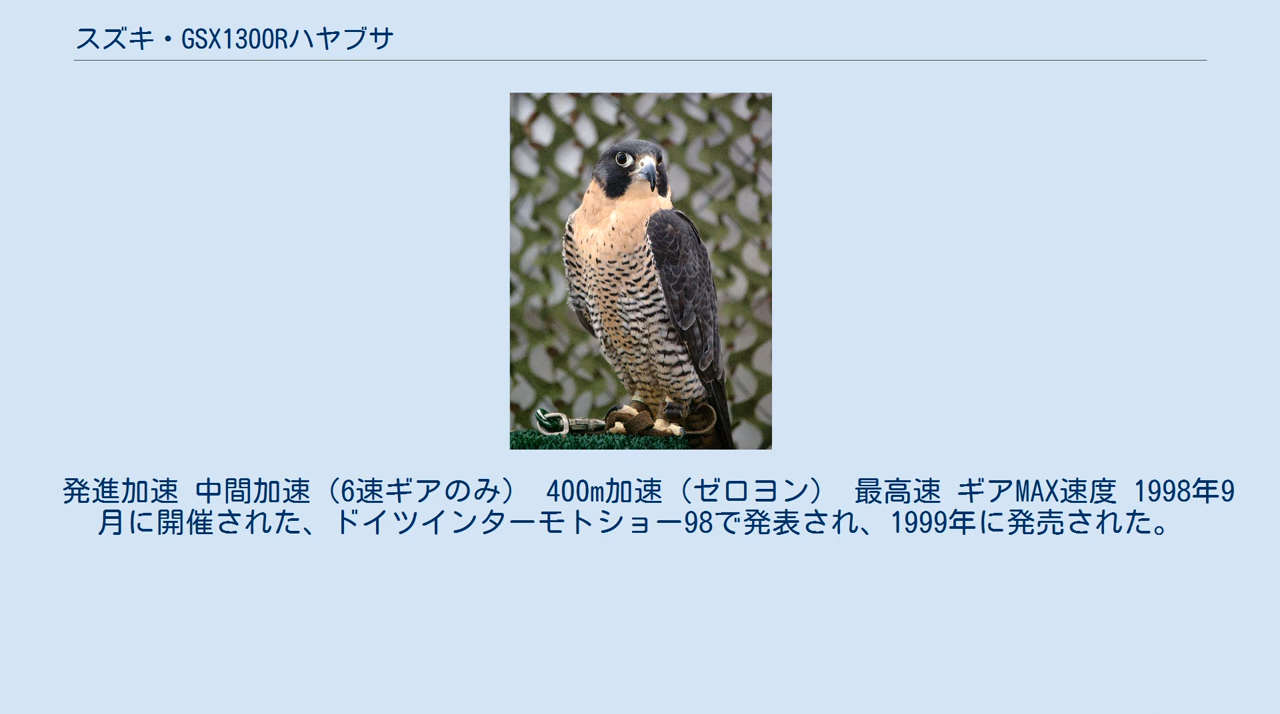 スズキ・GSX1300Rハヤブサ
発進加速 中間加速（6速ギアのみ） 400m加速（ゼロヨン） 最高速 ギアMAX速度 1998年9
月に開催された、ドイツインターモトショー98で発表され、1999年に発売された。